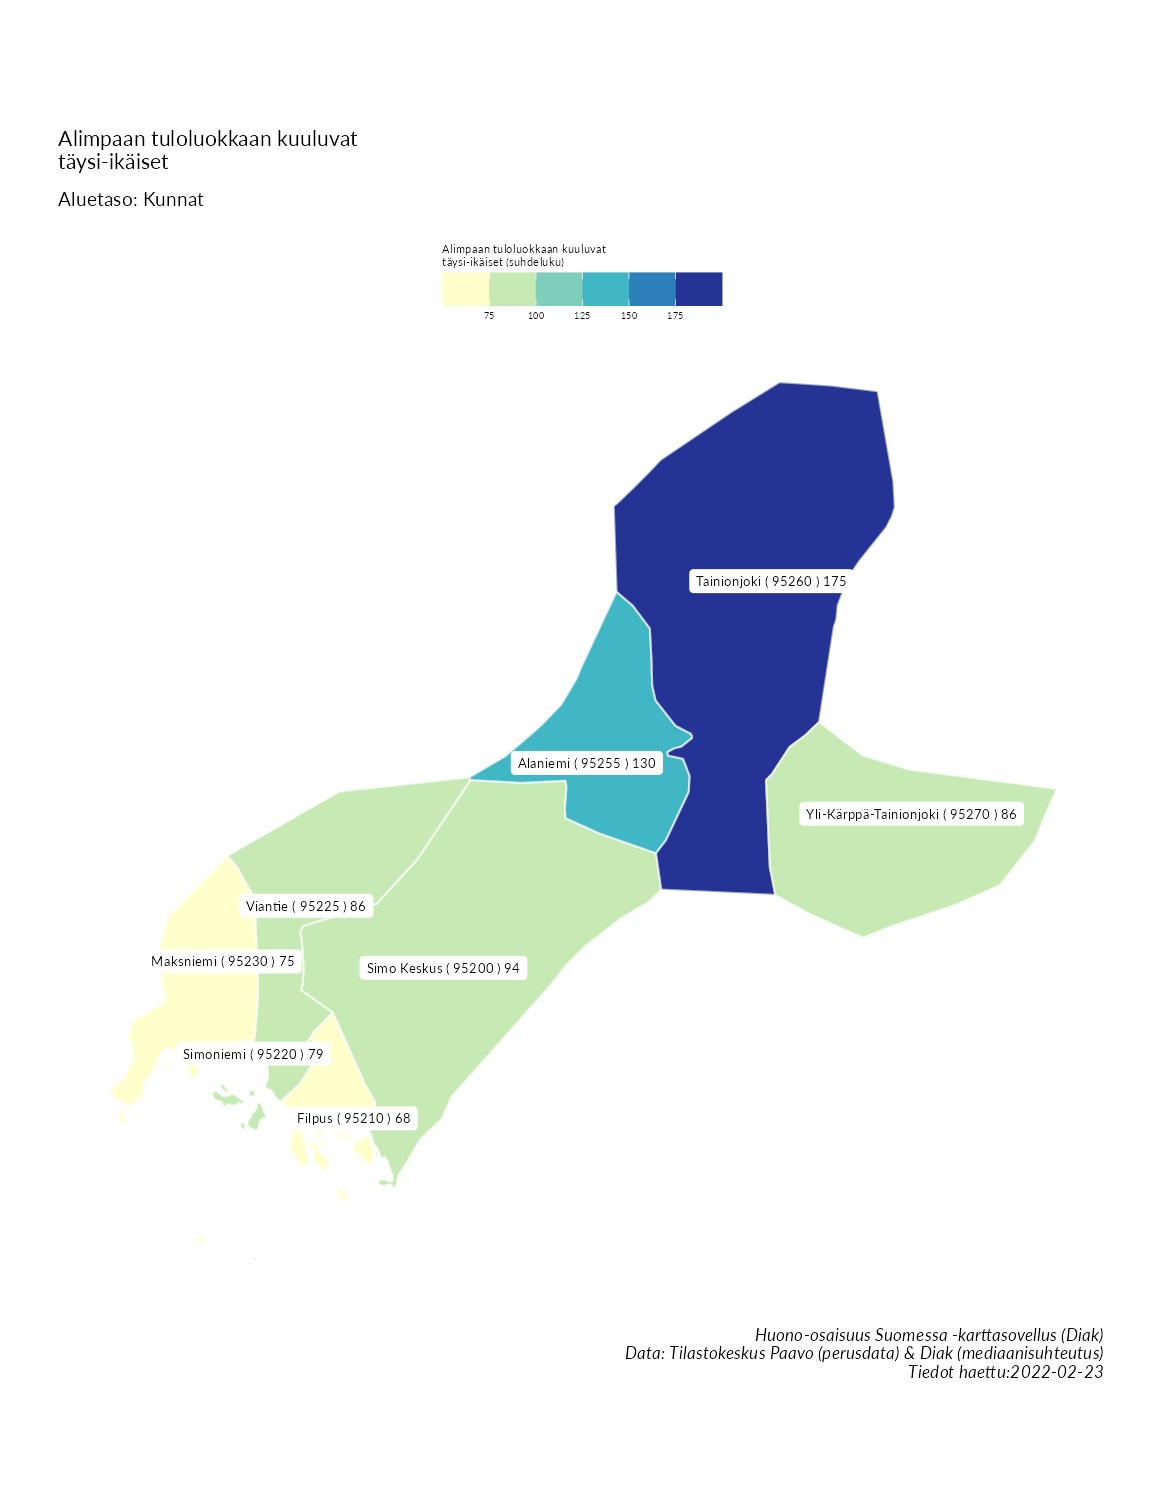 Alimpaan tuloluokkaan kuuluvat
täysi-ikäiset
Aluetaso: Kunnat
Alimpaan tuloluokkaan kuuluvat
täysi-ikäiset (suhdeluku)
75 100 125 150 175
Tainionjoki ( 95260 ) 175
Alaniemi ( 95255 ) 130
Yli-Kärppä-Tainionjoki ( 95270 ) 86
Viantie ( 95225 ) 86
Maksniemi ( 95230 ) 75
Simo Keskus ( 95200 ) 94
Simoniemi ( 95220 ) 79
Filpus ( 95210 ) 68
Huono-osaisuus Suomessa -karttasovellus (Diak)
Data: Tilastokeskus Paavo (perusdata) & Diak (mediaanisuhteutus)
Tiedot haettu:2022-02-23